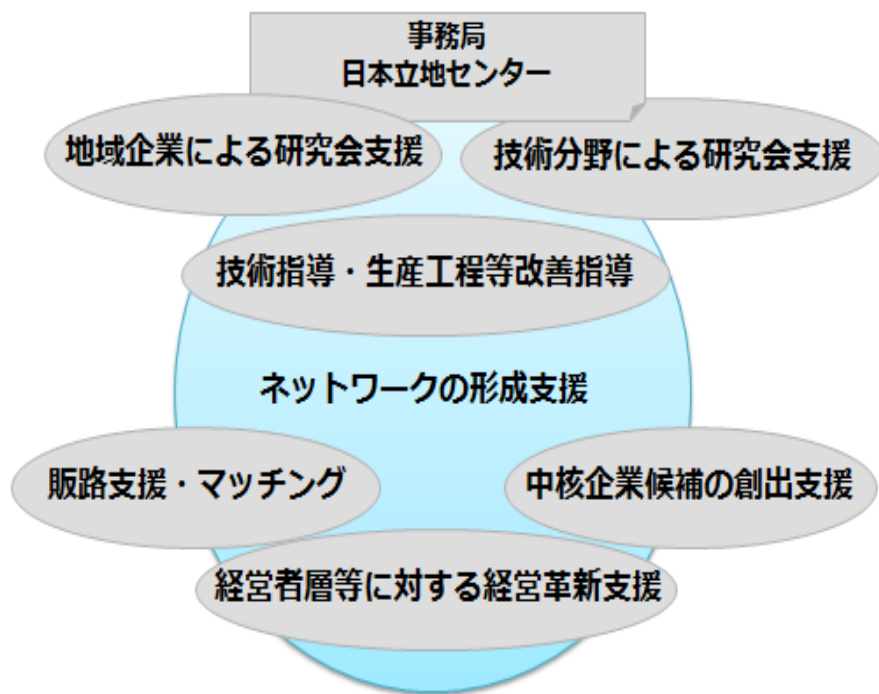 事務局
日本立地センター
地域企業による研究会支援
技術分野による研究会支援
技術指導・生産工程等改善指導
ネットワークの形成支援
販路支援・マッチング
中核企業候補の創出支援
経営者層等に対する経営革新支援